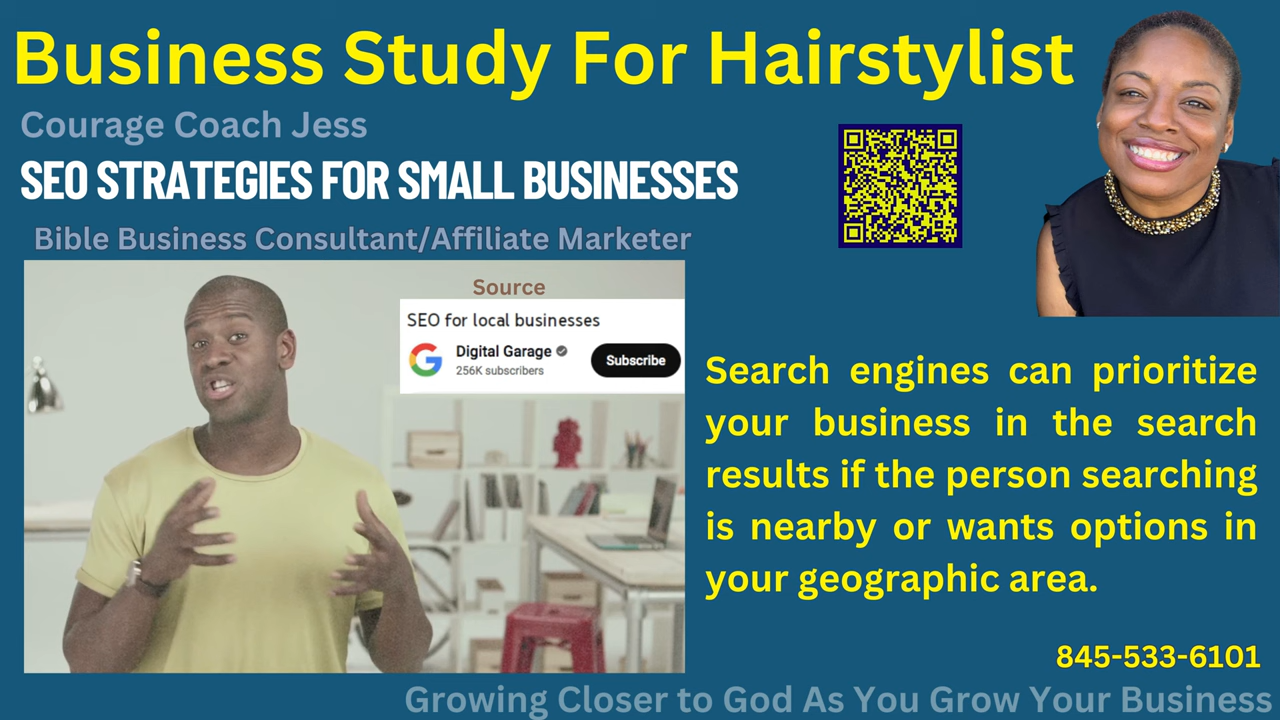 Business Study For Hairstylist
Courage Coach Jess
SEO STRATEGIES FOR SMALL BUSINESSES
Bible Business Consultant/Affiliate Marketer
Source
SEO for local businesses
Digital Garage
256K subscribers
Subscribe
Search engines can prioritize
your business in the search
results if the person searching
is nearby or wants options in
your geographic area.
845-533-6101
Growing Closer to God As You Grow Your Business